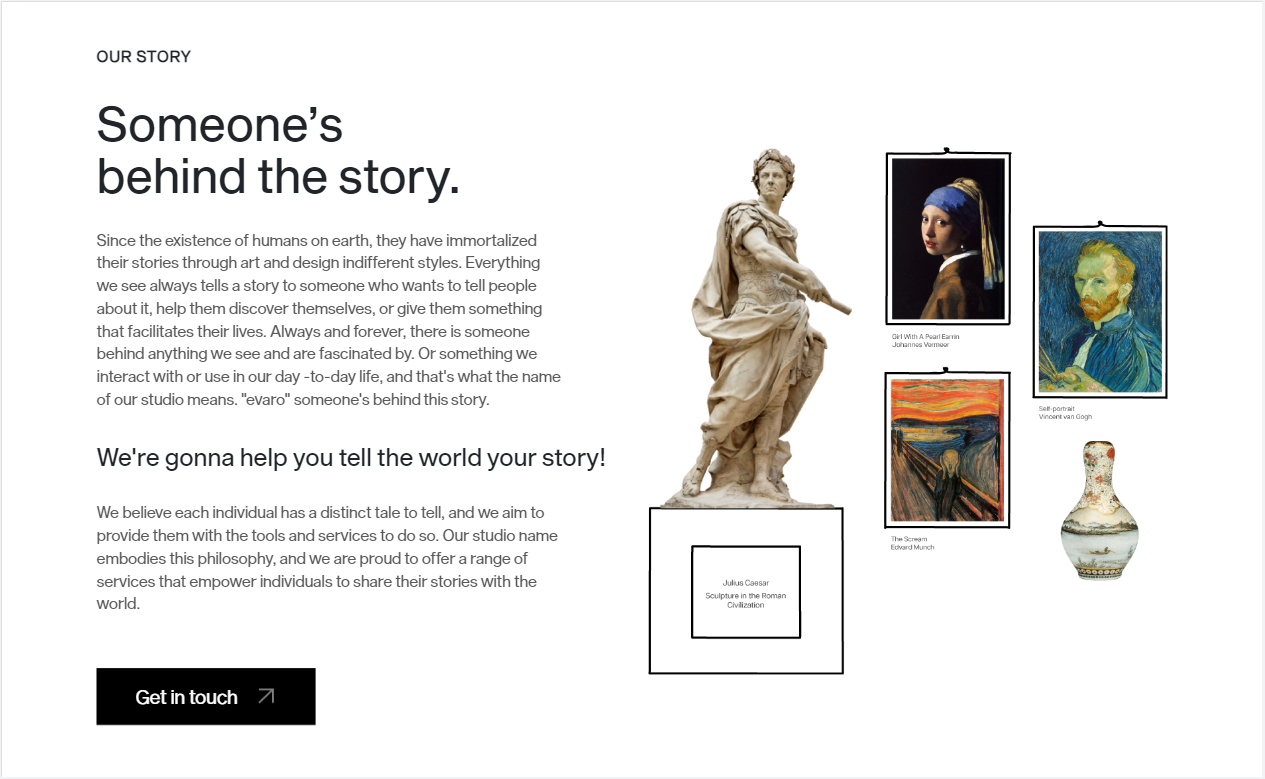 OUR STORY
Someone's
behind the story.
Since the existence of humans on earth, they have immortalized
their stories through art and design indifferent styles. Everything
we see always tells a story to someone who wants to tell people
about it, help them discover themselves, or give them something
that facilitates their lives. Always and forever, there is someone
behind anything we see and are fascinated by. Or something we
interact with or use in our day -to-day life, and that's what the name
of our studio means. "evaro" someone's behind this story.
We're gonna help you tell the world your story!
We believe each individual has a distinct tale to tell, and we aim to
provide them with the tools and services to do so. Our studio name
embodies this philosophy, and we are proud to offer a range of
services that empower individuals to share their stories with the
world.
Get in touch
Julius Caesar
Sculpture in the Roman
Civilization
Girl With A Pearl Earrin
Johannes Vermeer
Self-portrait
Vincent van Gogh
The Scream
Edvard Munch